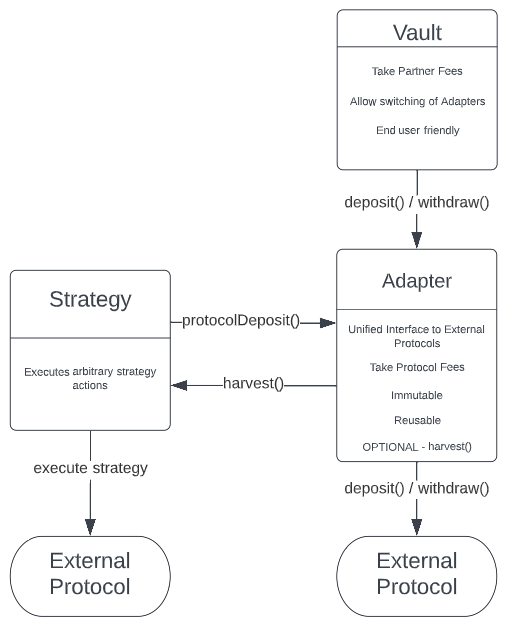 Vault
Take Partner Fees
Allow switching of Adapters
End user friendly
deposit() / withdraw()
Adapter
Unified Interface to External
Protocols
Take Protocol Fees
Immutable
Reusable
OPTIONAL - harvest()
Strategy
Executes arbitrary strategy
actions
protocolDeposit()
harvest()
execute strategy
deposit() / withdraw()
External
Protocol
External
Protocol